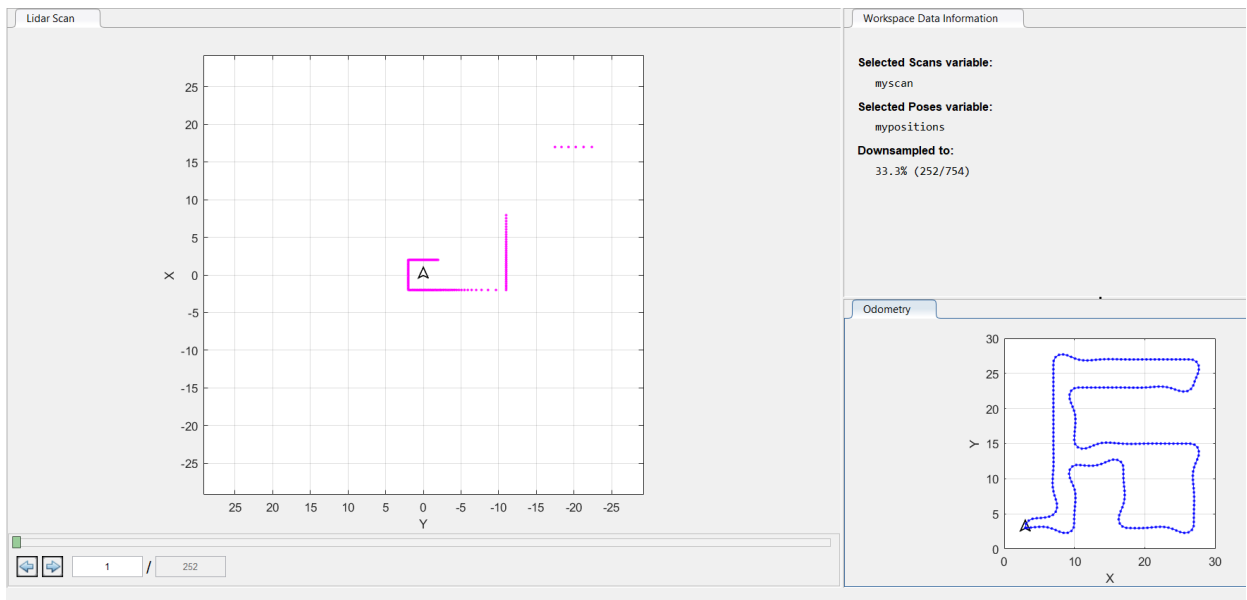 Lidar Scan
25
20
15
10
5
0
-5
-10
-15
-20
-25
X
25 20 15 10 5 0 -5 -10 -15 -20 -25
Y
1 / 252
Workspace Data Information
Selected Scans variable:
myscan
Selected Poses variable:
mypositions
Downsampled to:
33.3% (252/754)
Odometry
30
25
20
15
10
5
0
Y
0 10 20 30
X